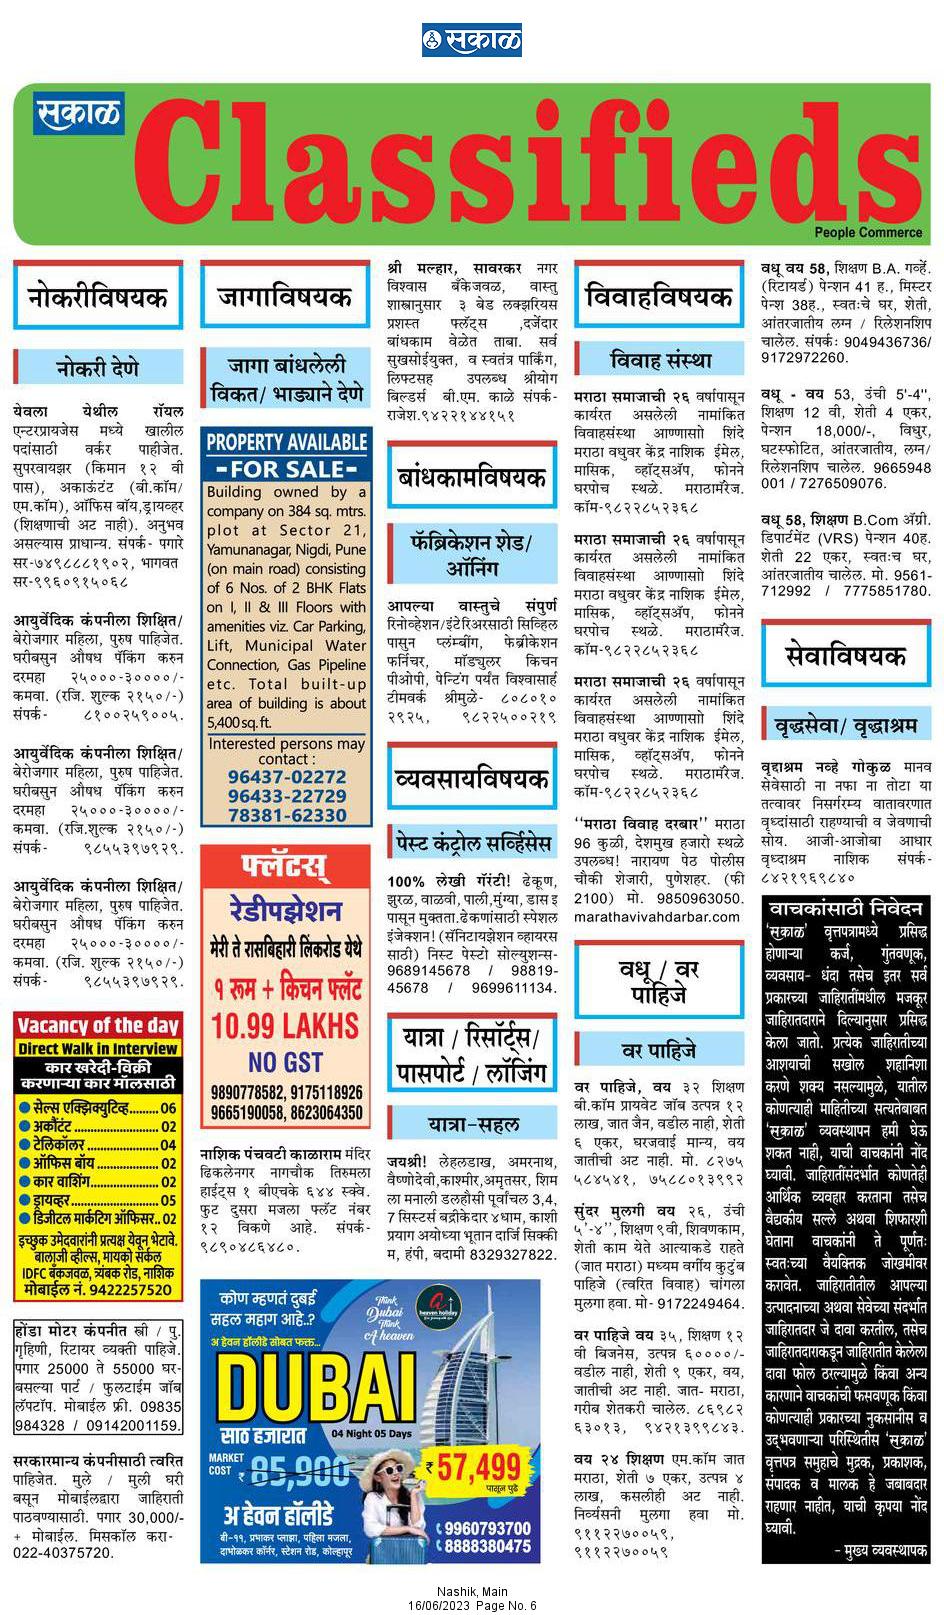 सकाळ
सकाळ
Classifieds
People Commerce
नोकरीविषयक
नोकरी देणे
येवला येथील रॉयल
एन्टरप्रायजेस मध्ये खालील
पदांसाठी वर्कर पाहीजेत.
सुपरवायझर (किमान १२ वी
पास), अकाऊंटंट (बी.कॉम/
एम.कॉम), ऑफिस बॉय,ड्रायव्हर
(शिक्षणाची अट नाही). अनुभव
असल्यास प्राधान्य. संपर्क- पगारे
सर-७४९८८८१९०२, भागवत
सर-९९६०९१५०६८
आयुर्वेदिक कंपनीला शिक्षित/
बेरोजगार महिला, पुरुष पाहिजेत.
घरीबसुन औषध पॅकिंग करुन
दरमहा २५०००-३००००/-
कमवा. (रजि. शुल्क २१५०/-)
संपर्क- ८१००२५९००५.
आयुर्वेदिक कंपनीला शिक्षित/
बेरोजगार महिला, पुरुष पाहिजेत.
घरीबसुन औषध पॅकिंग करुन
दरमहा २५०००-३००००/-
कमवा. (रजि.शुल्क २१५०/-)
संपर्क- ९८५५३९७९२९.
आयुर्वेदिक कंपनीला शिक्षित/
बेरोजगार महिला, पुरुष पाहिजेत.
घरीबसुन औषध पॅकिंग करुन
दरमहा २५०००-३००००/-
कमवा. (रजि. शुल्क २१५०/-)
संपर्क- ९८५५३९७९२९.
Vacancy of the day
Direct Walk in Interview
कार खरेदी-विक्री
करणाऱ्या कार मॉलसाठी
सेल्स एक्झिक्युटिव्ह......... 06
अकौंटंट ......................... 02
टेलिकॉलर ..................... 04
ऑफिस बॉय .................. 02
कार वाशिंग.................... 02
ड्रायव्हर ......................... 05
डिजीटल मार्केटिंग ऑफिसर.. 02
इच्छुक उमेदवारांनी प्रत्यक्ष येवून भेटावे.
बालाजी व्हील्स, मायको सर्कल
IDFC बँकजवळ, त्र्यंबक रोड, नाशिक
मोबाईल नं. 9422257520
होंडा मोटर कंपनीत स्री / पु.
गृहिणी, रिटायर व्यक्ती पाहिजे.
पगार 25000 ते 55000 घर-
बसल्या पार्ट / फुलटाईम जॉब
लॅपटॉप. मोबाईल फ्री. 09835
984328 / 09142001159.
सरकारमान्य कंपनीसाठी त्वरित
पाहिजेत. मुले / मुली घरी
बसून मोबाईलद्वारा जाहिराती
पाठवण्यासाठी. पगार 30,000/-
+ मोबाईल. मिसकॉल करा-
022-40375720.
जागाविषयक
जागा बांधलेली
विकत/ भाड्याने देणे
PROPERTY AVAILABLE
-FOR SALE-
Building owned by a
company on 384 sq. mtrs.
plot at Sector 21,
Yamunanagar, Nigdi, Pune
(on main road) consisting
of 6 Nos. of 2 BHK Flats
on I, II & III Floors with
amenities viz. Car Parking,
Lift, Municipal Water
Connection, Gas Pipeline
etc. Total built-up
area of building is about
5,400 sq. ft.
Interested persons may
contact :
96437-02272
96433-22729
78381-62330
फ्लॅटस्
रेडीपझेशन
मेरी ते रासबिहारी लिंकरोड येथे
१ रूम + किचन फ्लॅट
10.99 LAKHS
NO GST
9890778582, 9175118926
9665190058, 8623064350
नाशिक पंचवटी काळाराम मंदिर
ढिकलेनगर नागचौक तिरुमला
हाईटस १ बीएचके ६४४ स्क्वे.
फुट दुसरा मजला फ्लॅट नंबर
१२ विकणे आहे. संपर्क-
९८९०४८६४८०.
श्री मल्हार, सावरकर नगर
विश्वास बँकेजवळ, वास्तु
शास्रानुसार ३ बेड लक्झरियस
प्रशस्त फ्लॅट्स ,दर्जेदार
बांधकाम वेळेत ताबा. सर्व
सुखसोईयुक्त, व स्वतंत्र पार्किंग,
लिफ्टसह उपलब्ध श्रीयोग
बिल्डर्स बी.एम. काळे संपर्क-
राजेश.९४२२१४४१५१
बांधकामविषयक
फॅब्रिकेशन शेड/
ऑनिंग
आपल्या वास्तुचे संपुर्ण
रिनोव्हेशन/इंटेरिअरसाठी सिव्हिल
पासुन प्लंम्बींग, फेब्रीकेशन
फर्निचर, मॉड्युलर किचन
पीओपी, पेन्टिंग पर्यंत विश्वासार्ह
टीमवर्क श्रीमुळे- ८०८०१०
२९२५, ९८२२५००२१९
व्यवसायविषयक
पेस्ट कंट्रोल सर्व्हिसेस
100% लेखी गॅरंटी! ढेकूण,
झुरळ, वाळवी, पाली,मुंग्या, डास इ
पासून मुक्तता.ढेकणांसाठी स्पेशल
इंजेक्शन! (सॅनिटायझेशन व्हायरस
साठी) निस्ट पेस्टो सोल्युशन्स-
9689145678 / 98819-
45678 / 9699611134.
यात्रा / रिसॉर्ट्स/
पासपोर्ट / लॉजिंग
यात्रा-सहल
जयश्री! लेहलडाख, अमरनाथ,
वैष्णोदेवी,काश्मीर,अमृतसर, शिम
ला मनाली डलहौसी पूर्वांचल 3,4,
7 सिस्टर्स बद्रीकेदार ४धाम, काशी
प्रयाग अयोध्या भूतान दार्जि सिक्की
म, हंपी, बदामी 8329327822.
कोण म्हणतं दुबई
सहल महाग आहे..?
अ हेवन हॉलीडे सोबत फक्त...
Think
Dubai
Think
A heaven
a
heaven holiday
DUBAI
साठ हजारात
04 Night 05 Days
MARKET
COST
₹ 85,900
₹ 57,499
पासून पुढे
अ हेवन हॉलीडे
बी-११, प्रभाकर प्लाझा, पहिला मजला,
दाभोळकर कॉर्नर, स्टेशन रोड, कोल्हापूर
9960793700
8888380475
विवाहविषयक
विवाह संस्था
मराठा समाजाची २६ वर्षापासून
कार्यरत असलेली नामांकित
विवाहसंस्था आण्णासो शिंदे
मराठा वधुवर केंद्र नाशिक ईमेल,
मासिक, व्हॉट्सॲप, फोनने
घरपोच स्थळे. मराठामॅरेज.
कॉम-९८२२८५२३६८
मराठा समाजाची २६ वर्षापासून
कार्यरत असलेली नामांकित
विवाहसंस्था आण्णासो शिंदे
मराठा वधुवर केंद्र नाशिक ईमेल,
मासिक, व्हॉट्सॲप, फोनने
घरपोच स्थळे. मराठामॅरेज.
कॉम-९८२२८५२३६८
मराठा समाजाची २६ वर्षापासून
कार्यरत असलेली नामांकित
विवाहसंस्था आण्णासो शिंदे
मराठा वधुवर केंद्र नाशिक ईमेल,
मासिक, व्हॉट्सॲप, फोनने
घरपोच स्थळे. मराठामॅरेज.
कॉम-९८२२८५२३६८
“मराठा विवाह दरबार” मराठा
96 कुळी, देशमुख हजारो स्थळे
उपलब्ध! नारायण पेठ पोलीस
चौकी शेजारी, पुणेशहर. (फी
2100) मो. 9850963050.
marathavivahdarbar.com
वधू / वर
पाहिजे
वर पाहिजे
वर पाहिजे, वय ३२ शिक्षण
बी.कॉम प्रायवेट जॉब उत्पन्न १२
लाख, जात जैन, वडील नाही, शेती
६ एकर, घरजवाई मान्य, वय
जातीची अट नाही. मो. ८२७५
५८४५४१, ७५८८०१३९९२
सुंदर मुलगी वय २६, उंची
५'-४'', शिक्षण ९वी, शिवणकाम,
शेती काम येते आत्याकडे राहते
(जात मराठा) मध्यम वर्गीय कुटुंब
पाहिजे (त्वरित विवाह) चांगला
मुलगा हवा. मो- 9172249464.
वर पाहिजे वय ३५, शिक्षण १२
वी बिजनेस, उत्पन्न ६००००/-
वडील नाही, शेती ९ एकर, वय,
जातीची अट नाही. जात- मराठा,
गरीब शेतकरी चालेल. ८६९८२
६३०१३, ९४२१३९९८४३.
वय २४ शिक्षण एम.कॉम जात
मराठा, शेती ७ एकर, उत्पन्न ४
लाख, कसलीही अट नाही.
निर्व्यसनी मुलगा हवा मो.
९११२२७००५९,
९११२२७००५९
वधू वय 58, शिक्षण B.A. गर्व्हे.
(रिटायर्ड) पेन्शन 41 ह., मिस्टर
पेन्श 38ह., स्वतःचे घर, शेती,
आंतरजातीय लग्न / रिलेशनशिप
चालेल. संपर्कः 9049436736/
9172972260.
वधू - वय 53, उंची 5'-4'',
शिक्षण 12 वी, शेती 4 एकर,
पेन्शन 18,000/-, विधुर,
घटस्फोटित, आंतरजातीय, लग्न/
रिलेशनशिप चालेल. 9665948
001 / 7276509076.
वधू 58, शिक्षण B.Com ॲग्री.
डिपार्टमेंट (VRS) पेन्शन 40ह.
शेती 22 एकर, स्वतःच घर,
आंतरजातीय चालेल. मो. 9561-
712992 / 7775851780.
सेवाविषयक
वृद्धसेवा/ वृद्धाश्रम
वृद्दाश्रम नव्हे गोकुळ मानव
सेवेसाठी ना नफा ना तोटा या
तत्वावर निसर्गरम्य वातावरणात
वृध्दांसाठी राहण्याची व जेवणाची
सोय. आजी-आजोबा आधार
वृध्दाश्रम नाशिक संपर्क-
८४२१९६९८४०
वाचकांसाठी निवेदन
'सकाळ' वृत्तपत्रामध्ये प्रसिद्ध
होणाऱ्या कर्ज, गुंतवणूक,
व्यवसाय- धंदा तसेच इतर सर्व
प्रकारच्या जाहिरातींमधील मजकूर
जाहिरातदाराने दिल्यानुसार प्रसिद्ध
केला जातो. प्रत्येक जाहिरातीच्या
आशयाची सखोल शहानिशा
करणे शक्य नसल्यामुळे, यातील
कोणत्याही माहितीच्या सत्यतेबाबत
'सकाळ' व्यवस्थापन हमी घेऊ
शकत नाही, याची वाचकांनी नोंद
घ्यावी. जाहिरातींसंदर्भात कोणतेही
आर्थिक व्यवहार करताना तसेच
वैद्यकीय सल्ले अथवा शिफारशी
घेताना वाचकांनी ते पूर्णतः
स्वतःच्या वैयक्तिक जोखमीवर
करावेत. जाहिरातीतील आपल्या
उत्पादनाच्या अथवा सेवेच्या संदर्भात
जाहिरातदार जे दावा करतील, तसेच
जाहिरातदाराकडून जाहिरातीत केलेला
दावा फोल ठरल्यामुळे किंवा अन्य
कारणाने वाचकांची फसवणूक किंवा
कोणत्याही प्रकारच्या नुकसानीस व
उद्‌भवणाऱ्या परिस्थितीस 'सकाळ'
वृत्तपत्र समुहाचे मुद्रक, प्रकाशक,
संपादक व मालक हे जबाबदार
राहणार नाहीत, याची कृपया नोंद
घ्यावी.
- मुख्य व्यवस्थापक
Nashik, Main
16/06/2023 Page No. 6